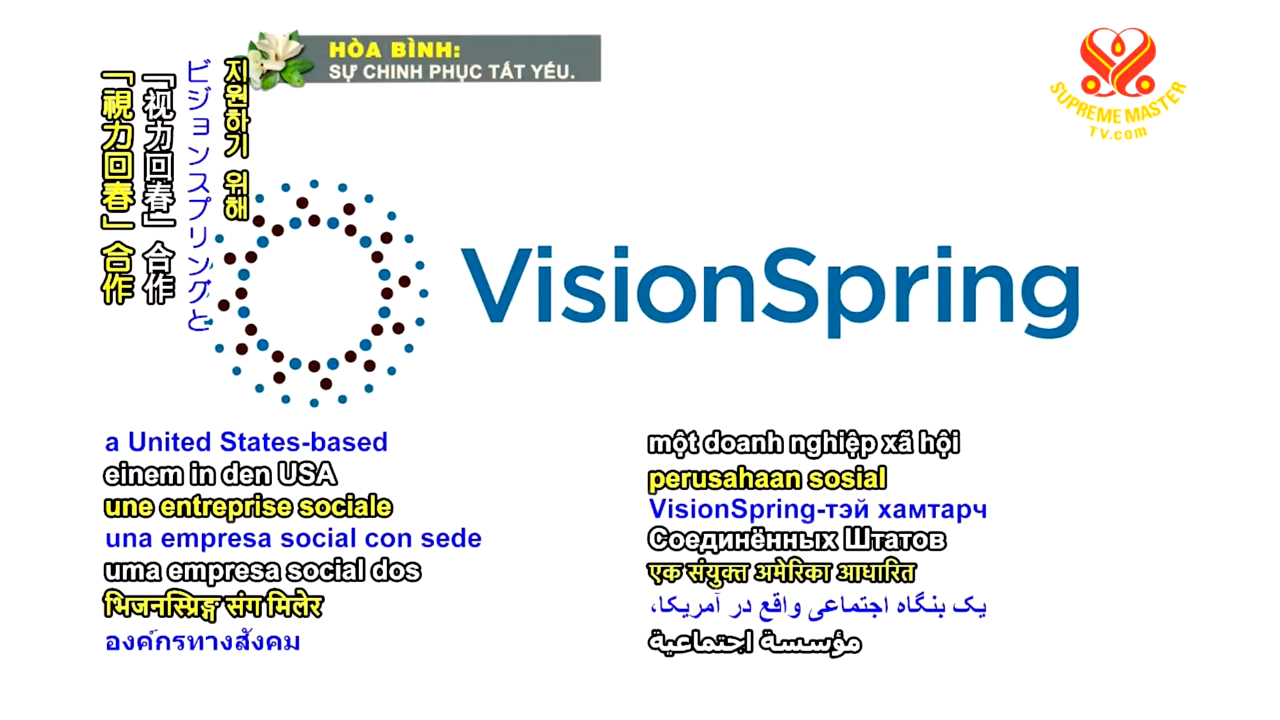 HÒA BÌNH:
SỰ CHINH PHỤC TẤT YẾU.
SUPREME MASTER
TV.com
「視力回春」合作
「视力回春」合作
ビジョンスプリングと
지원하기 위해
VisionSpring
a United States-based
einem in den USA
une entreprise sociale
una empresa social con sede
uma empresa social dos
भिजनस्प्रिङ्ग संग मिलेर
องค์กรทางสังคม
một doanh nghiệp xã hội
perusahaan sosial
VisionSpring-тэй хамтарч
Соединённых Штатов
एक संयुक्त अमेरिका आधारित
یک بنگاه اجتماعی واقع در آمریکا،
مؤسسة اجتماعية